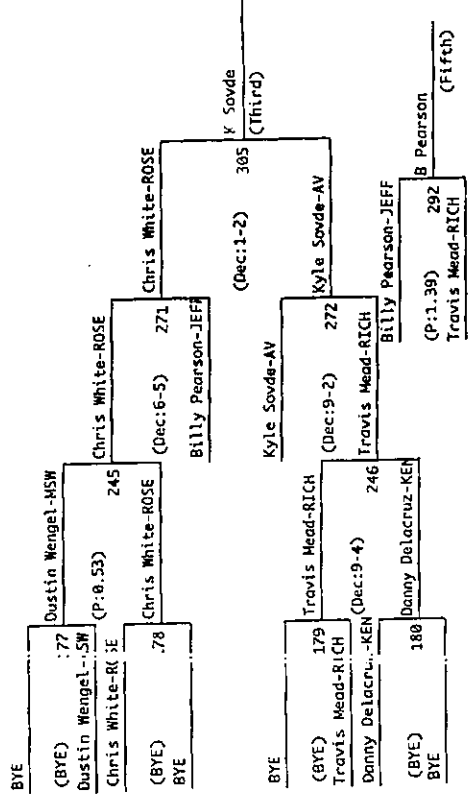 BYE
(BYE) :77
Dustin Wengel-.SW
Dustin Wengel-MSW
Chris White-R( SE
(BYE) .78
BYE
(P:0.53) 245
Chris White-ROSE
Chris White-ROSE
(Dec:6-5) 271
Billy Pearson-JEFF
Chris White-ROSE
(Dec:1-2) 305
K Sovde
(Third)
BYE
(BYE) 179
Travis Mead-RICH
Travis Mead-RICH
Danny Delacru.-KEN
(BYE) 180
BYE
(Dec:9-4) 246
Danny Delacruz-KEN
Kyle Sovde-AV
(Dec:9-2) 272
Travis Mead-RICH
Kyle Sovde-AV
Billy Pearson-JEFF
(P:1.39) 292
Travis Mead-RICH
B Pearson
(Fifth)